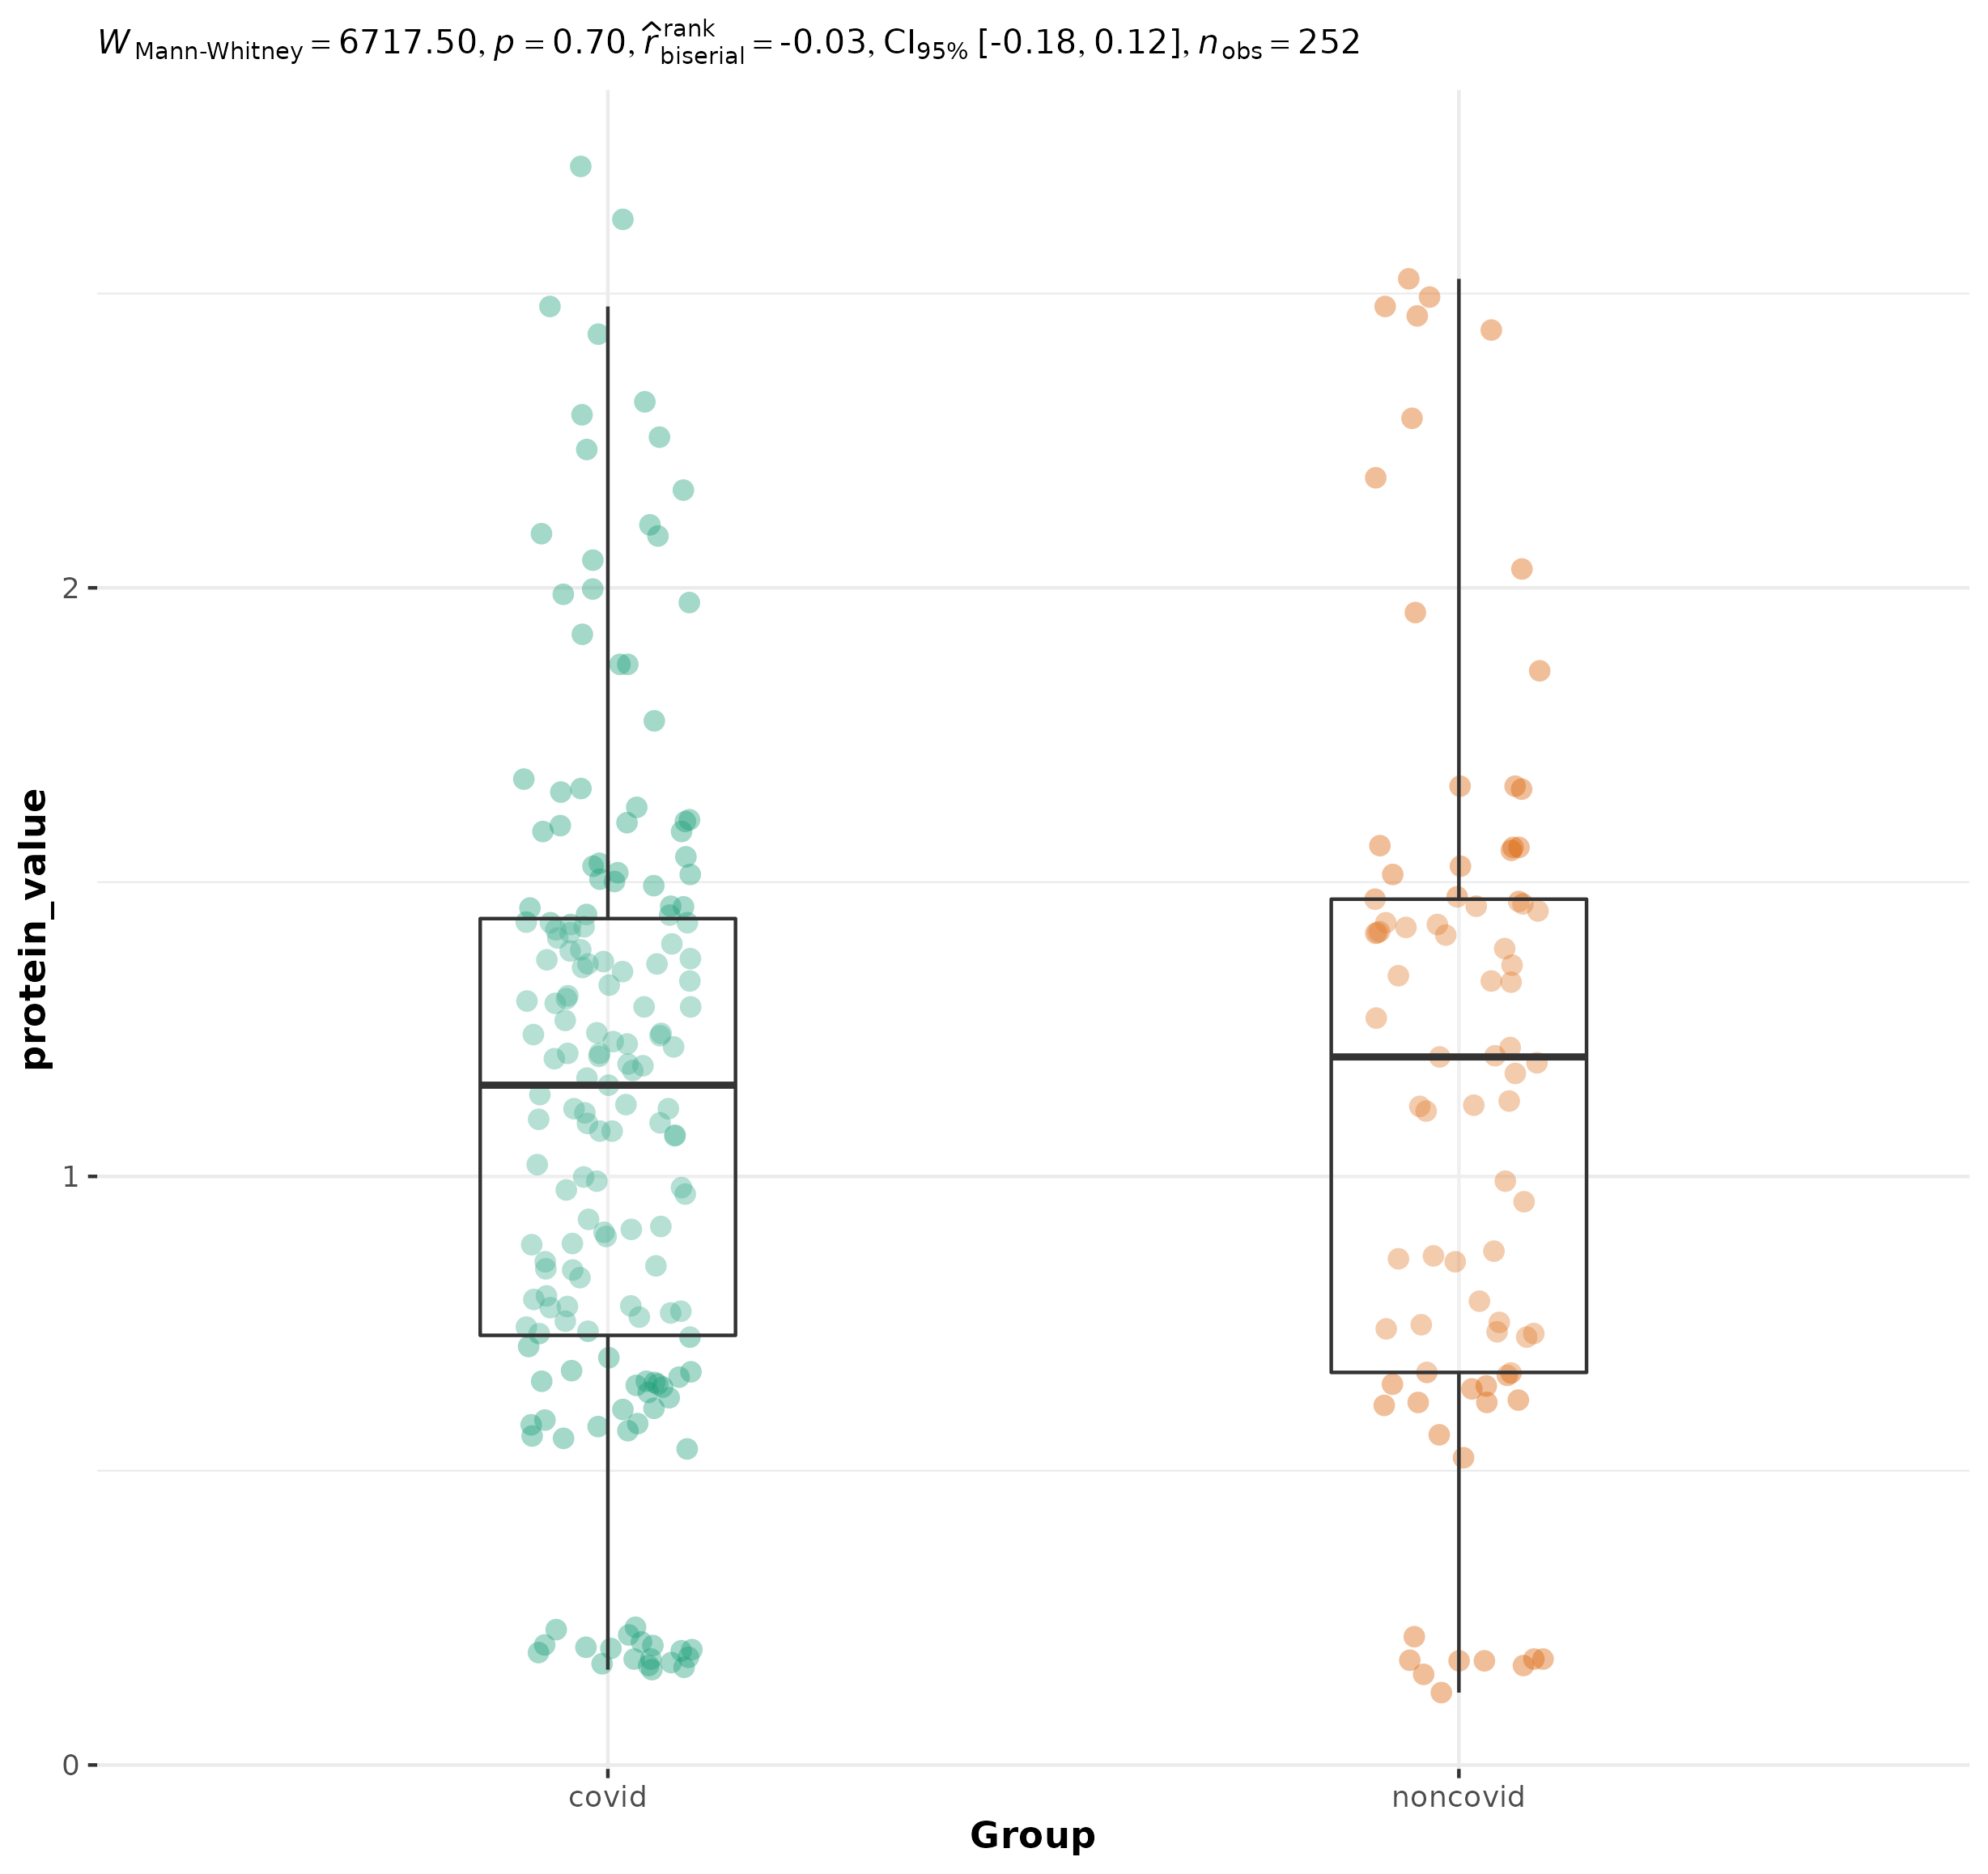 W Mann-Whitney = 6717.50, p = 0.70, r̂ rank biserial = -0.03, CI95% [-0.18, 0.12], nobs = 252
protein_value
2
1
0
covid noncovid
Group